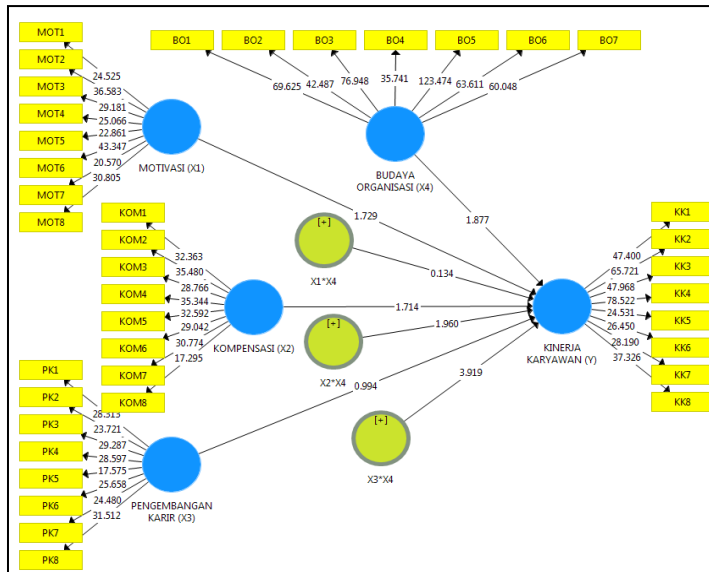 MOT1
MOT2
MOT3
MOT4
MOT5
MOT6
MOT7
MOT8
24.525
36.583
29.181
25.066
22.861
43.347
20.570
30.805
MOTIVASI (X1)
BO1
BO2
BO3
BO4
BO5
BO6
BO7
69.625
42.487
76.948
35.741
123.474
63.611
60.048
BUDAYA
ORGANISASI (X4)
1.729
1.877
[+]
X1*X4
0.134
KOM1
KOM2
KOM3
KOM4
KOM5
KOM6
KOM7
KOM8
32.363
35.480
28.766
35.344
32.592
29.042
30.774
17.295
KOMPENSASI (X2)
1.714
[+]
X2*X4
1.960
0.994
3.919
[+]
X3*X4
PK1
PK2
PK3
PK4
PK5
PK6
PK7
PK8
28.315
23.721
29.287
28.597
17.575
25.658
24.480
31.512
PENGEMBANGAN
KARIR (X3)
KK1
KK2
KK3
KK4
KK5
KK6
KK7
KK8
47.400
65.721
47.968
78.522
24.531
26.450
28.190
37.326
KINERJA
KARYAWAN (Y)